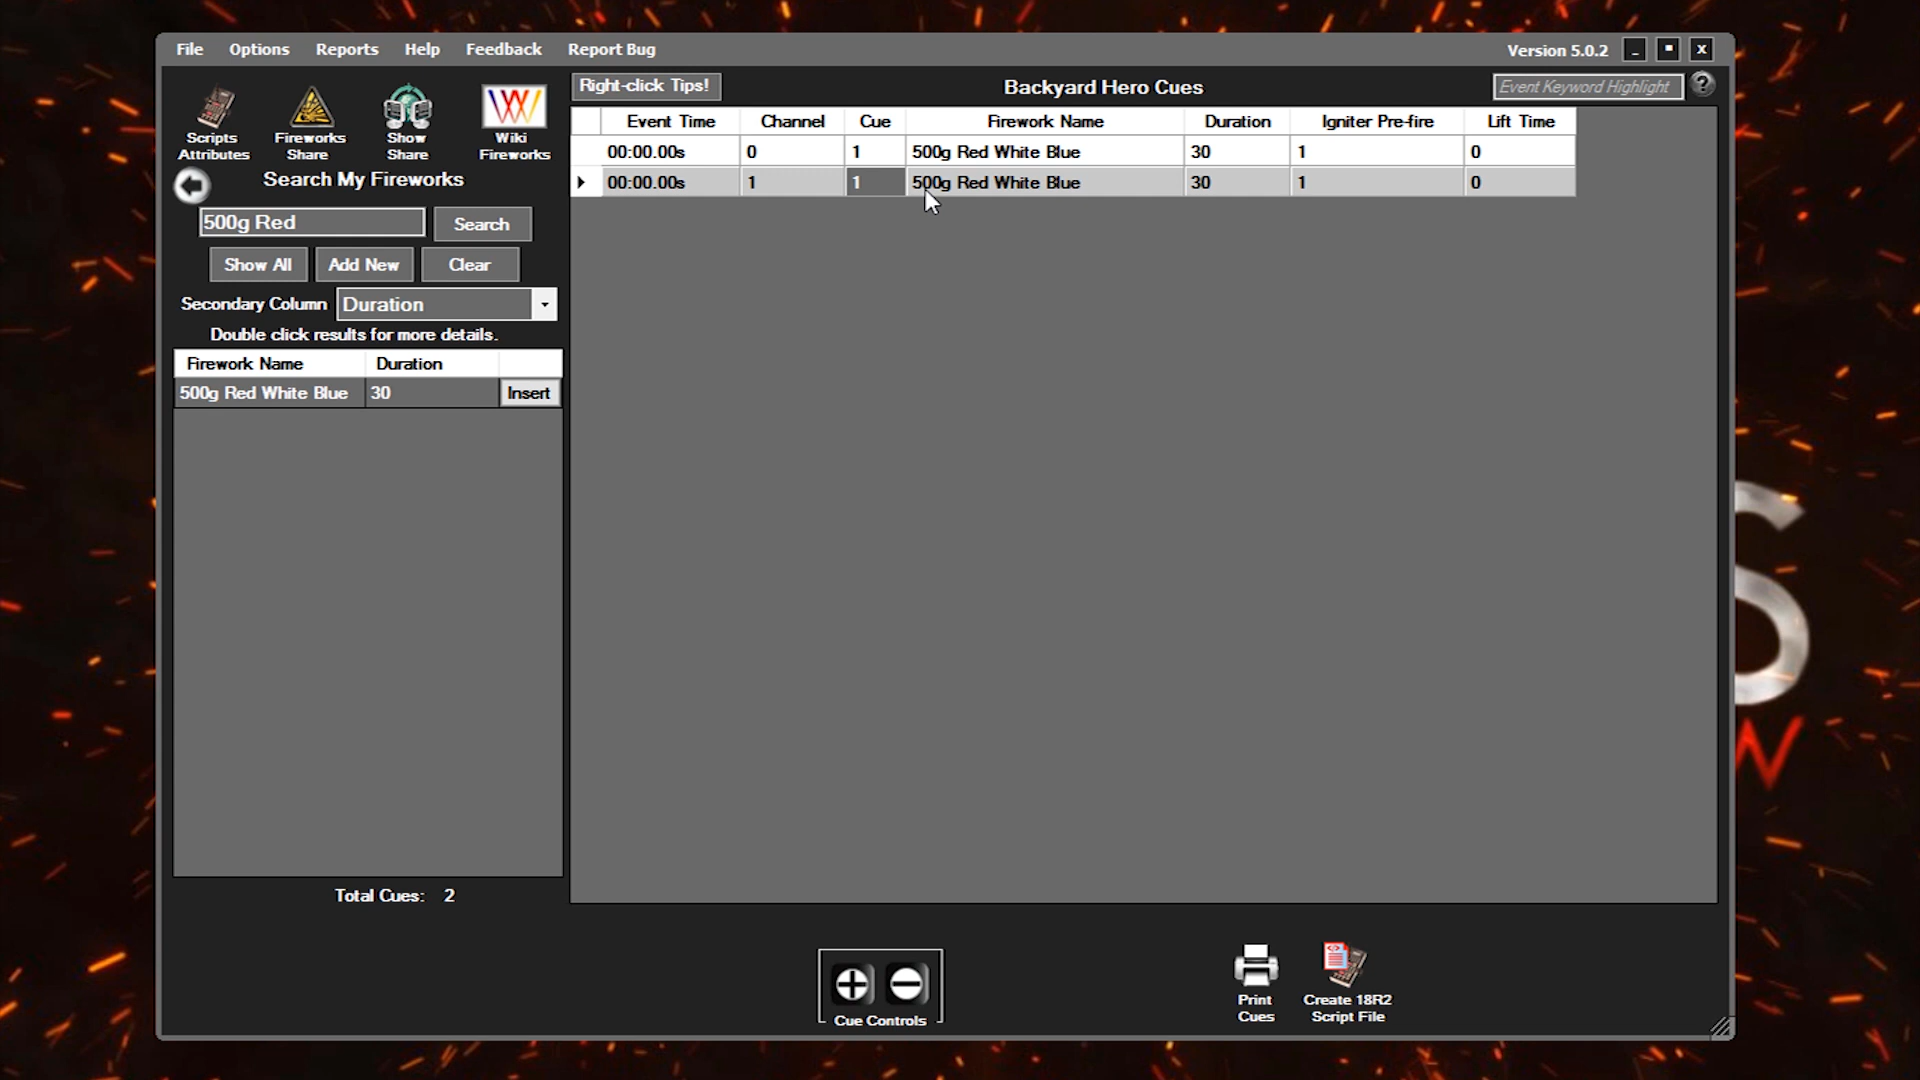 File Options Reports Help Feedback Report Bug Version 5.0.2
Scripts Attributes
Fireworks Share
Show Share
Wiki Fireworks
Right-click Tips! Backyard Hero Cues Event Keyword Highlight ?
Search My Fireworks
500g Red Search
Show All Add New Clear
Secondary Column Duration
Double click results for more details.
Firework Name Duration
500g Red White Blue 30 Insert
Total Cues: 2
Event Time Channel Cue Firework Name Duration Igniter Pre-fire Lift Time
00:00.00s 0 1 500g Red White Blue 30 1 0
00:00.00s 1 1 500g Red White Blue 30 1 0
Cue Controls
Print Cues
Create 18R2 Script File
S
W